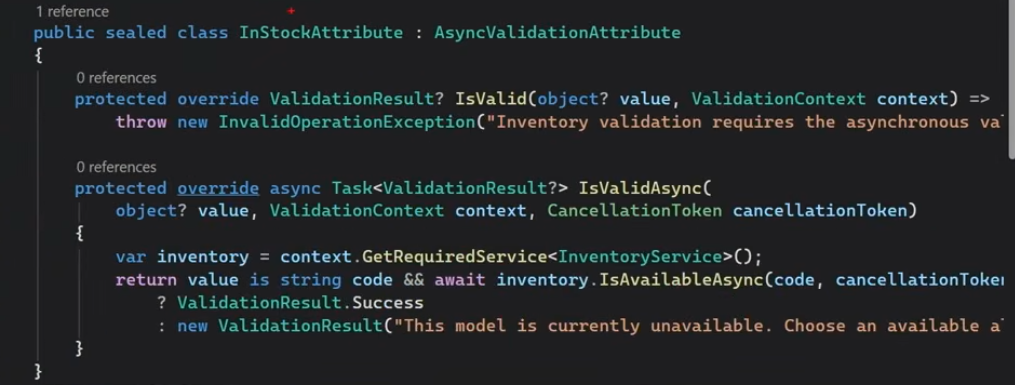 1 reference
public sealed class InStockAttribute : AsyncValidationAttribute
{
0 references
protected override ValidationResult? IsValid(object? value, ValidationContext context) =>
throw new InvalidOperationException("Inventory validation requires the asynchronous
0 references
protected override async Task<ValidationResult?> IsValidAsync(
object? value, ValidationContext context, CancellationToken cancellationToken)
{
var inventory = context.GetRequiredService<InventoryService>();
return value is string code && await inventory.IsAvailableAsync(code,
? ValidationResult.Success
: new ValidationResult("This model is currently unavailable. Choose an available
}
}